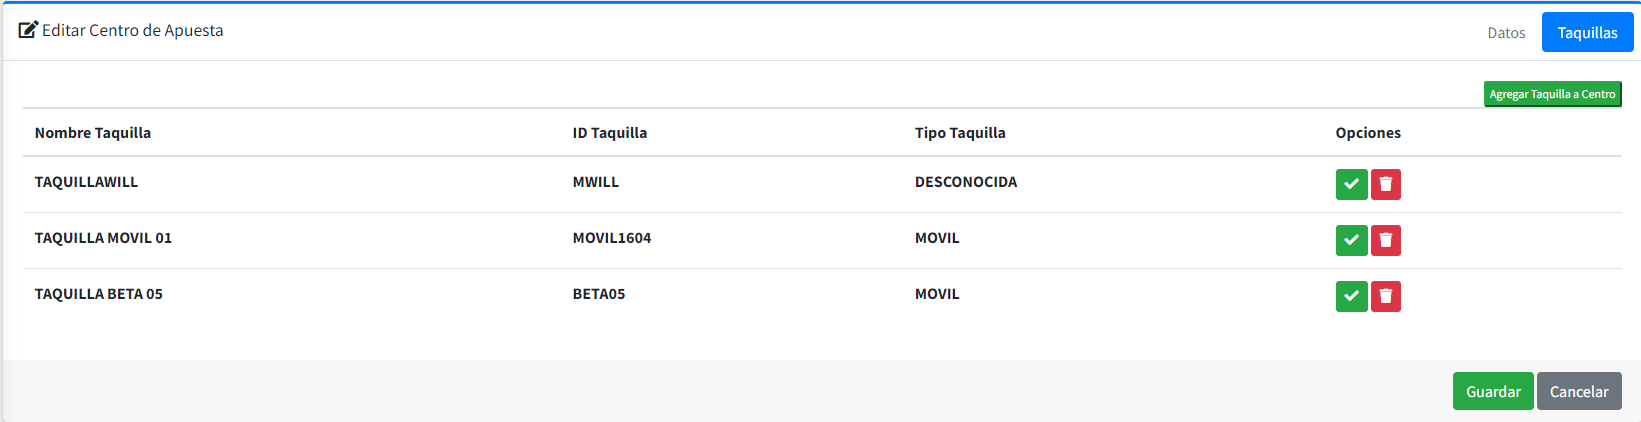 Editar Centro de Apuesta
Datos Taquillas
Agregar Taquilla a Centro
Nombre Taquilla ID Taquilla Tipo Taquilla Opciones
TAQUILLAWILL MWILL DESCONOCIDA
TAQUILLA MOVIL 01 MOVIL1604 MOVIL
TAQUILLA BETA 05 BETA05 MOVIL
Guardar Cancelar